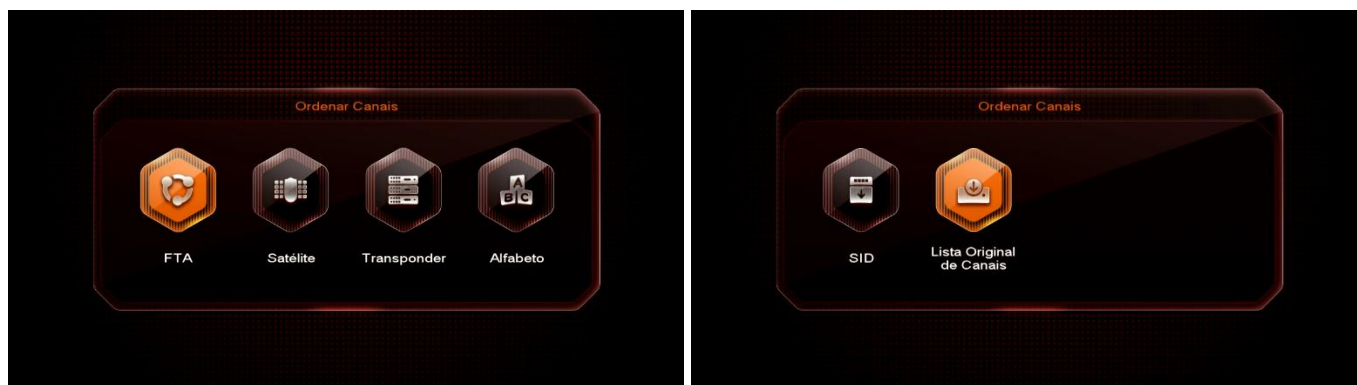 Ordenar Canais
FTA
Satélite
Transponder
A
B C
Alfabeto
Ordenar Canais
SID
Lista Original
de Canais